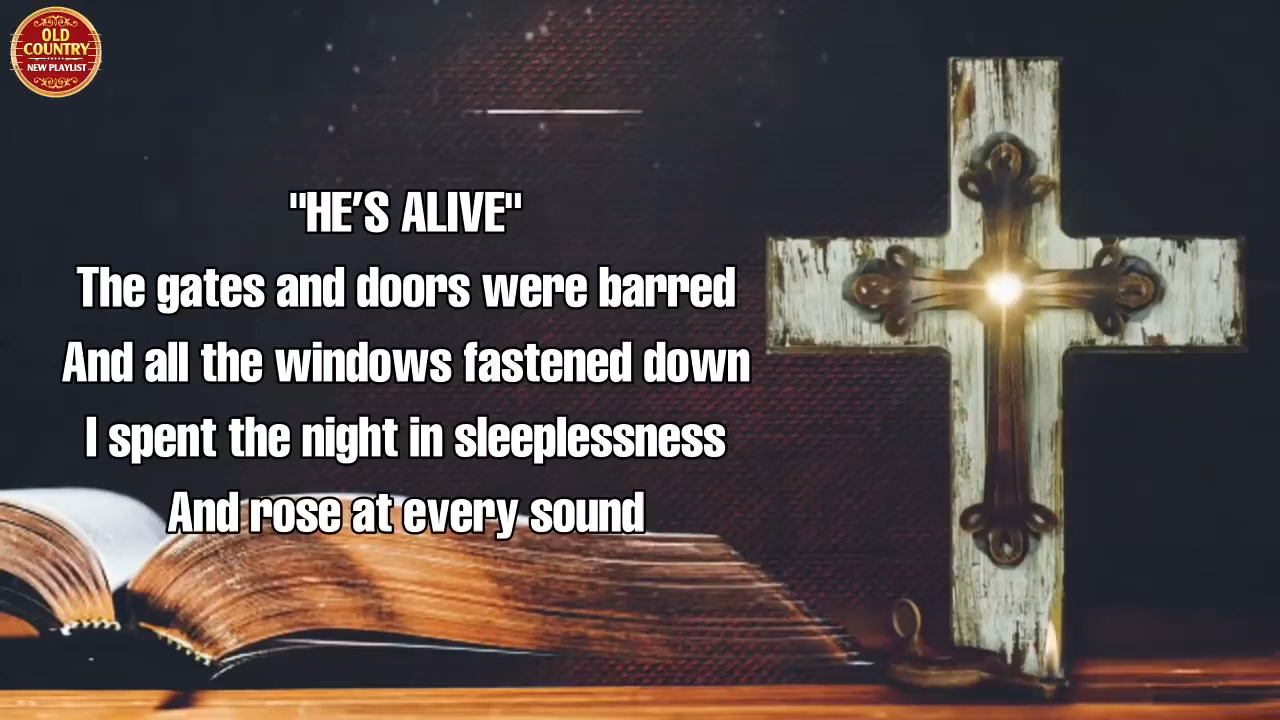 OLD
COUNTRY
NEW PLAYLIST
"HE’S ALIVE"
The gates and doors were barred
And all the windows fastened down
I spent the night in sleeplessness
And rose at every sound